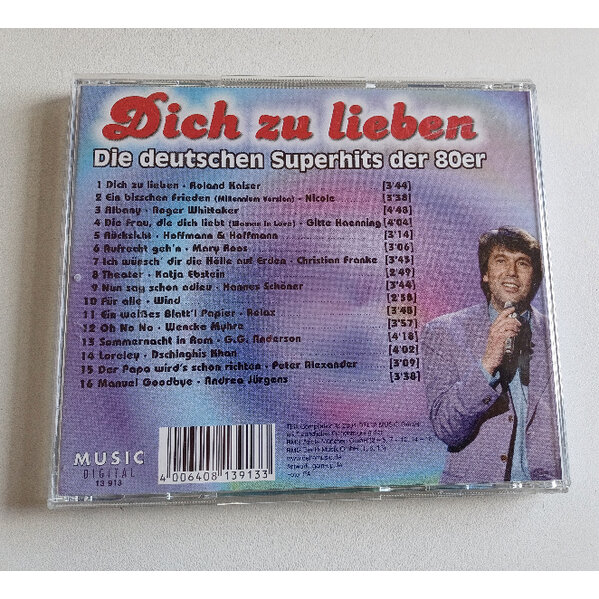 Dich zu lieben
Die deutschen Superhits der 80er
1 Dich zu lieben · Roland Kaiser [3'44]
2 Ein bisschen Frieden (Millennium Version) · Nicole [3'38]
3 Albany · Roger Whittaker [4'48]
4 Die Frau, die dich liebt (Woman in Love) · Gitte Haenning [4'04]
5 Rücksicht · Hoffmann & Hoffmann [3'14]
6 Aufrecht geh'n · Mary Roos [3'06]
7 Ich wünsch' dir die Hölle auf Erden · Christian Franke [3'43]
8 Theater · Katja Ebstein [2'49]
9 Nun sag schon adieu · Hannes Schöner [3'44]
10 Für alle · Wind [2'58]
11 Ein weißes Blatt'l Papier · Relax [3'48]
12 Oh No No · Wencke Myhre [3'57]
13 Sommernacht in Rom · G.G. Anderson [4'18]
14 Loreley · Dschinghis Khan [4'02]
15 Der Papa wird's schon richten · Peter Alexander [3'09]
16 Manuel Goodbye · Andrea Jürgens [3'38]
MUSIC
DIGITAL
13 913
4 006408 139133